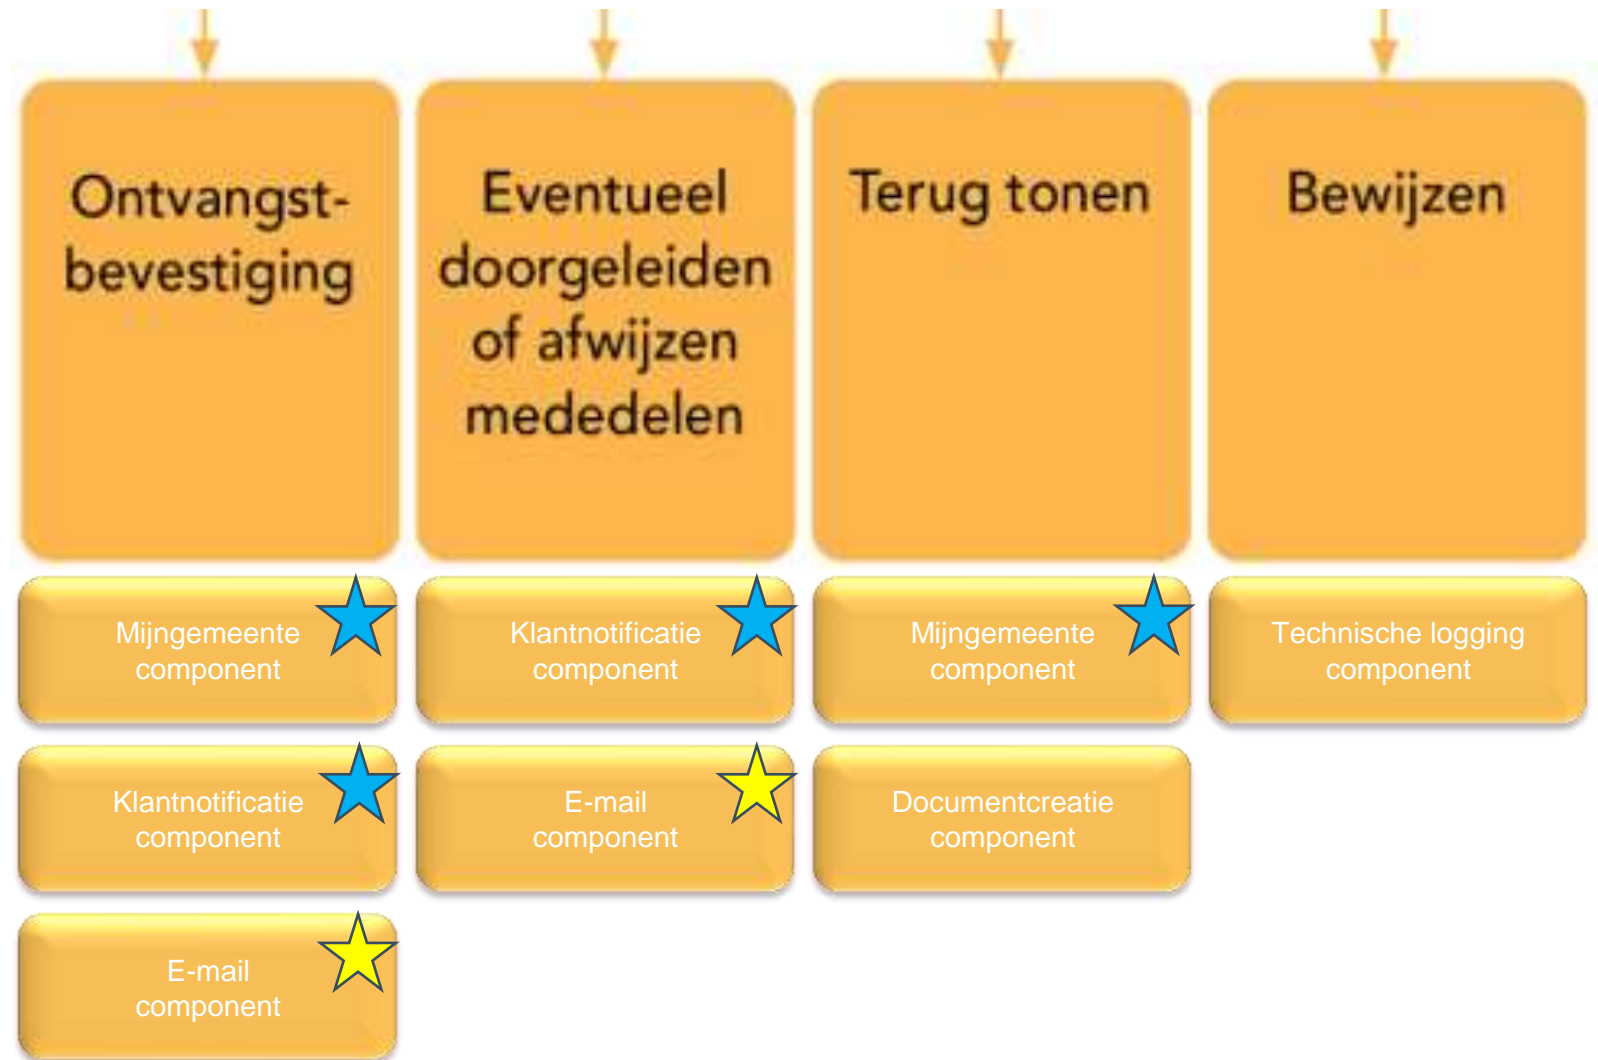 Ontvangst-
bevestiging
Eventueel
doorgeleiden
of afwijzen
mededelen
Terug tonen
Bewijzen
Mijngemeente
component
Klantnotificatie
component
Mijngemeente
component
Technische logging
component
Klantnotificatie
component
E-mail
component
Documentcreatie
component
E-mail
component